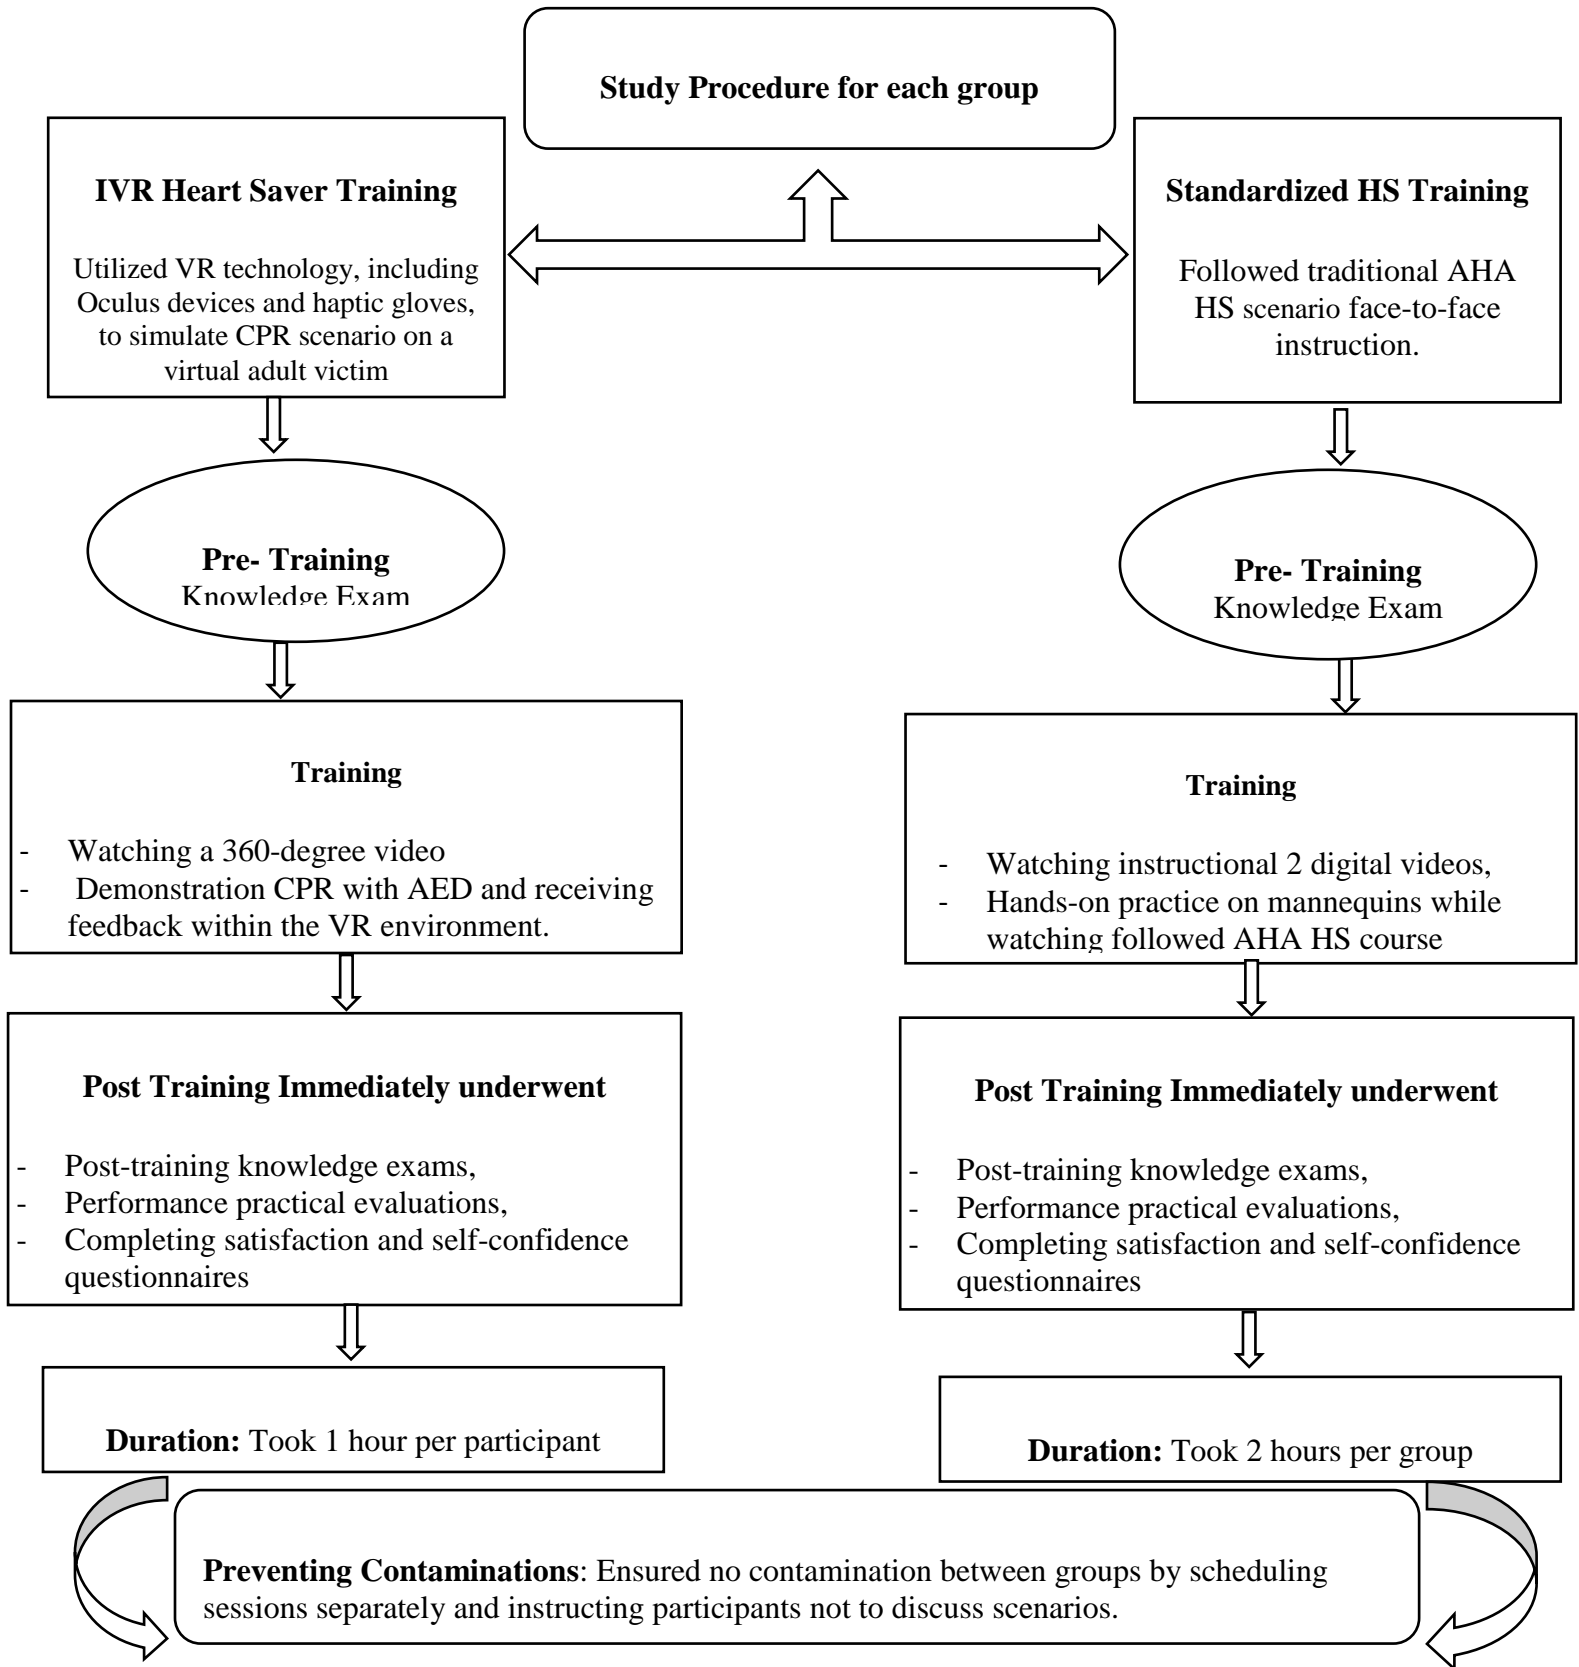 Study Procedure for each group
IVR Heart Saver Training
Utilized VR technology, including
Oculus devices and haptic gloves,
to simulate CPR scenario on a
virtual adult victim
Pre- Training
Knowledge Exam
Training
- Watching a 360-degree video
- Demonstration CPR with AED and receiving
feedback within the VR environment.
Post Training Immediately underwent
- Post-training knowledge exams,
- Performance practical evaluations,
- Completing satisfaction and self-confidence
questionnaires
Duration: Took 1 hour per participant
Standardized HS Training
Followed traditional AHA
HS scenario face-to-face
instruction.
Pre- Training
Knowledge Exam
Training
- Watching instructional 2 digital videos,
- Hands-on practice on mannequins while
watching followed AHA HS course
Post Training Immediately underwent
- Post-training knowledge exams,
- Performance practical evaluations,
- Completing satisfaction and self-confidence
questionnaires
Duration: Took 2 hours per group
Preventing Contaminations: Ensured no contamination between groups by scheduling
sessions separately and instructing participants not to discuss scenarios.